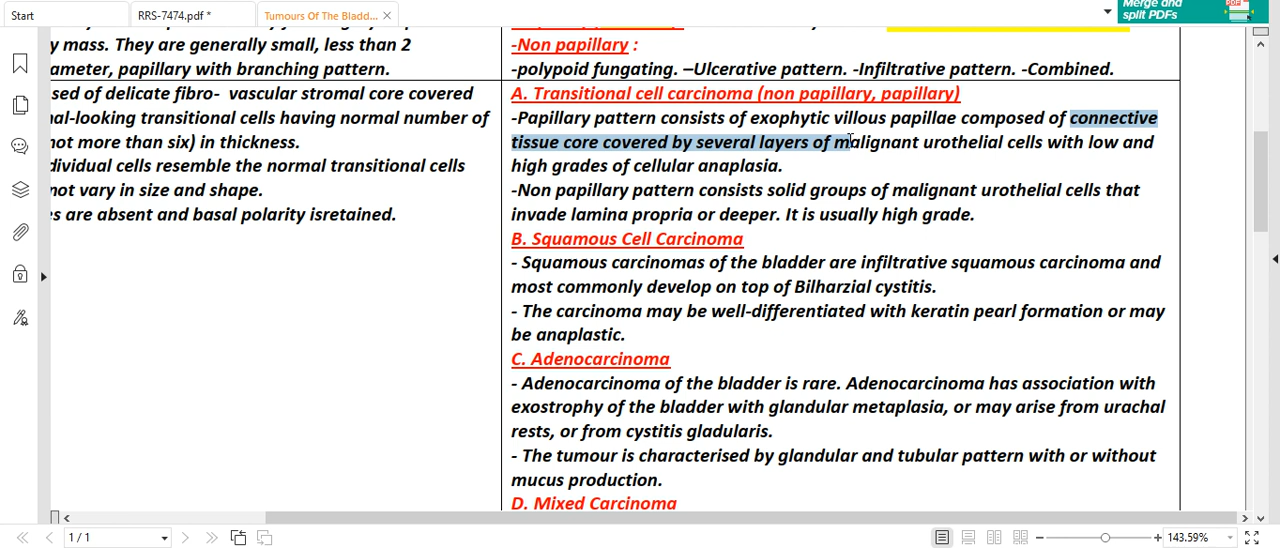 Start
RRS-7474.pdf *
Tumours Of The Bladd...
Merge and
split PDFs
PDF
y mass. They are generally small, less than 2
ameter, papillary with branching pattern.
sed of delicate fibro- vascular stromal core covered
nal-looking transitional cells having normal number of
not more than six) in thickness.
dividual cells resemble the normal transitional cells
not vary in size and shape.
es are absent and basal polarity isretained.
-Non papillary :
-polypoid fungating. –Ulcerative pattern. -Infiltrative pattern. -Combined.
A. Transitional cell carcinoma (non papillary, papillary)
-Papillary pattern consists of exophytic villous papillae composed of connective
tissue core covered by several layers of malignant urothelial cells with low and
high grades of cellular anaplasia.
-Non papillary pattern consists solid groups of malignant urothelial cells that
invade lamina propria or deeper. It is usually high grade.
B. Squamous Cell Carcinoma
- Squamous carcinomas of the bladder are infiltrative squamous carcinoma and
most commonly develop on top of Bilharzial cystitis.
- The carcinoma may be well-differentiated with keratin pearl formation or may
be anaplastic.
C. Adenocarcinoma
- Adenocarcinoma of the bladder is rare. Adenocarcinoma has association with
exostrophy of the bladder with glandular metaplasia, or may arise from urachal
rests, or from cystitis gladularis.
- The tumour is characterised by glandular and tubular pattern with or without
mucus production.
D. Mixed Carcinoma
1 / 1
143.59%